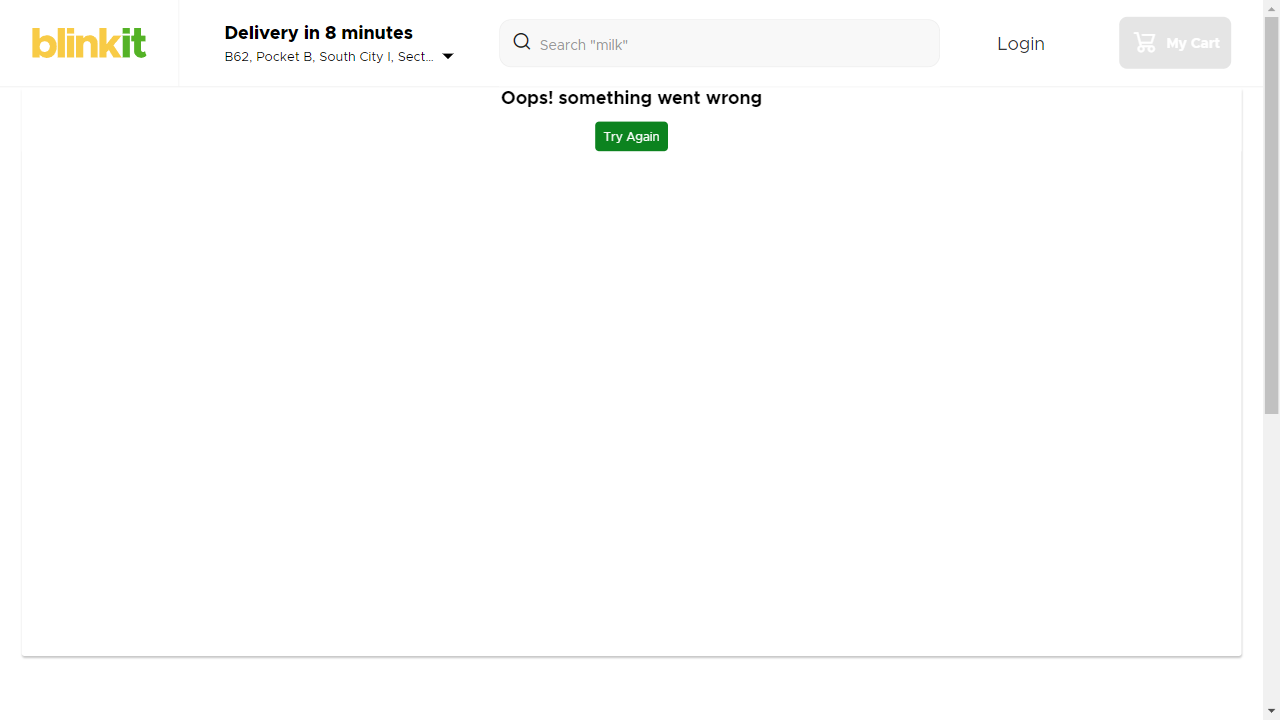 blinkit
Delivery in 8 minutes
B62, Pocket B, South City I, Sect...
Search "milk"
Login
My Cart
Oops! something went wrong
Try Again